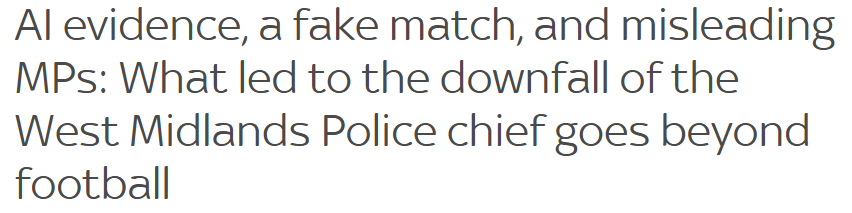 AI evidence, a fake match, and misleading
MPs: What led to the downfall of the
West Midlands Police chief goes beyond
football